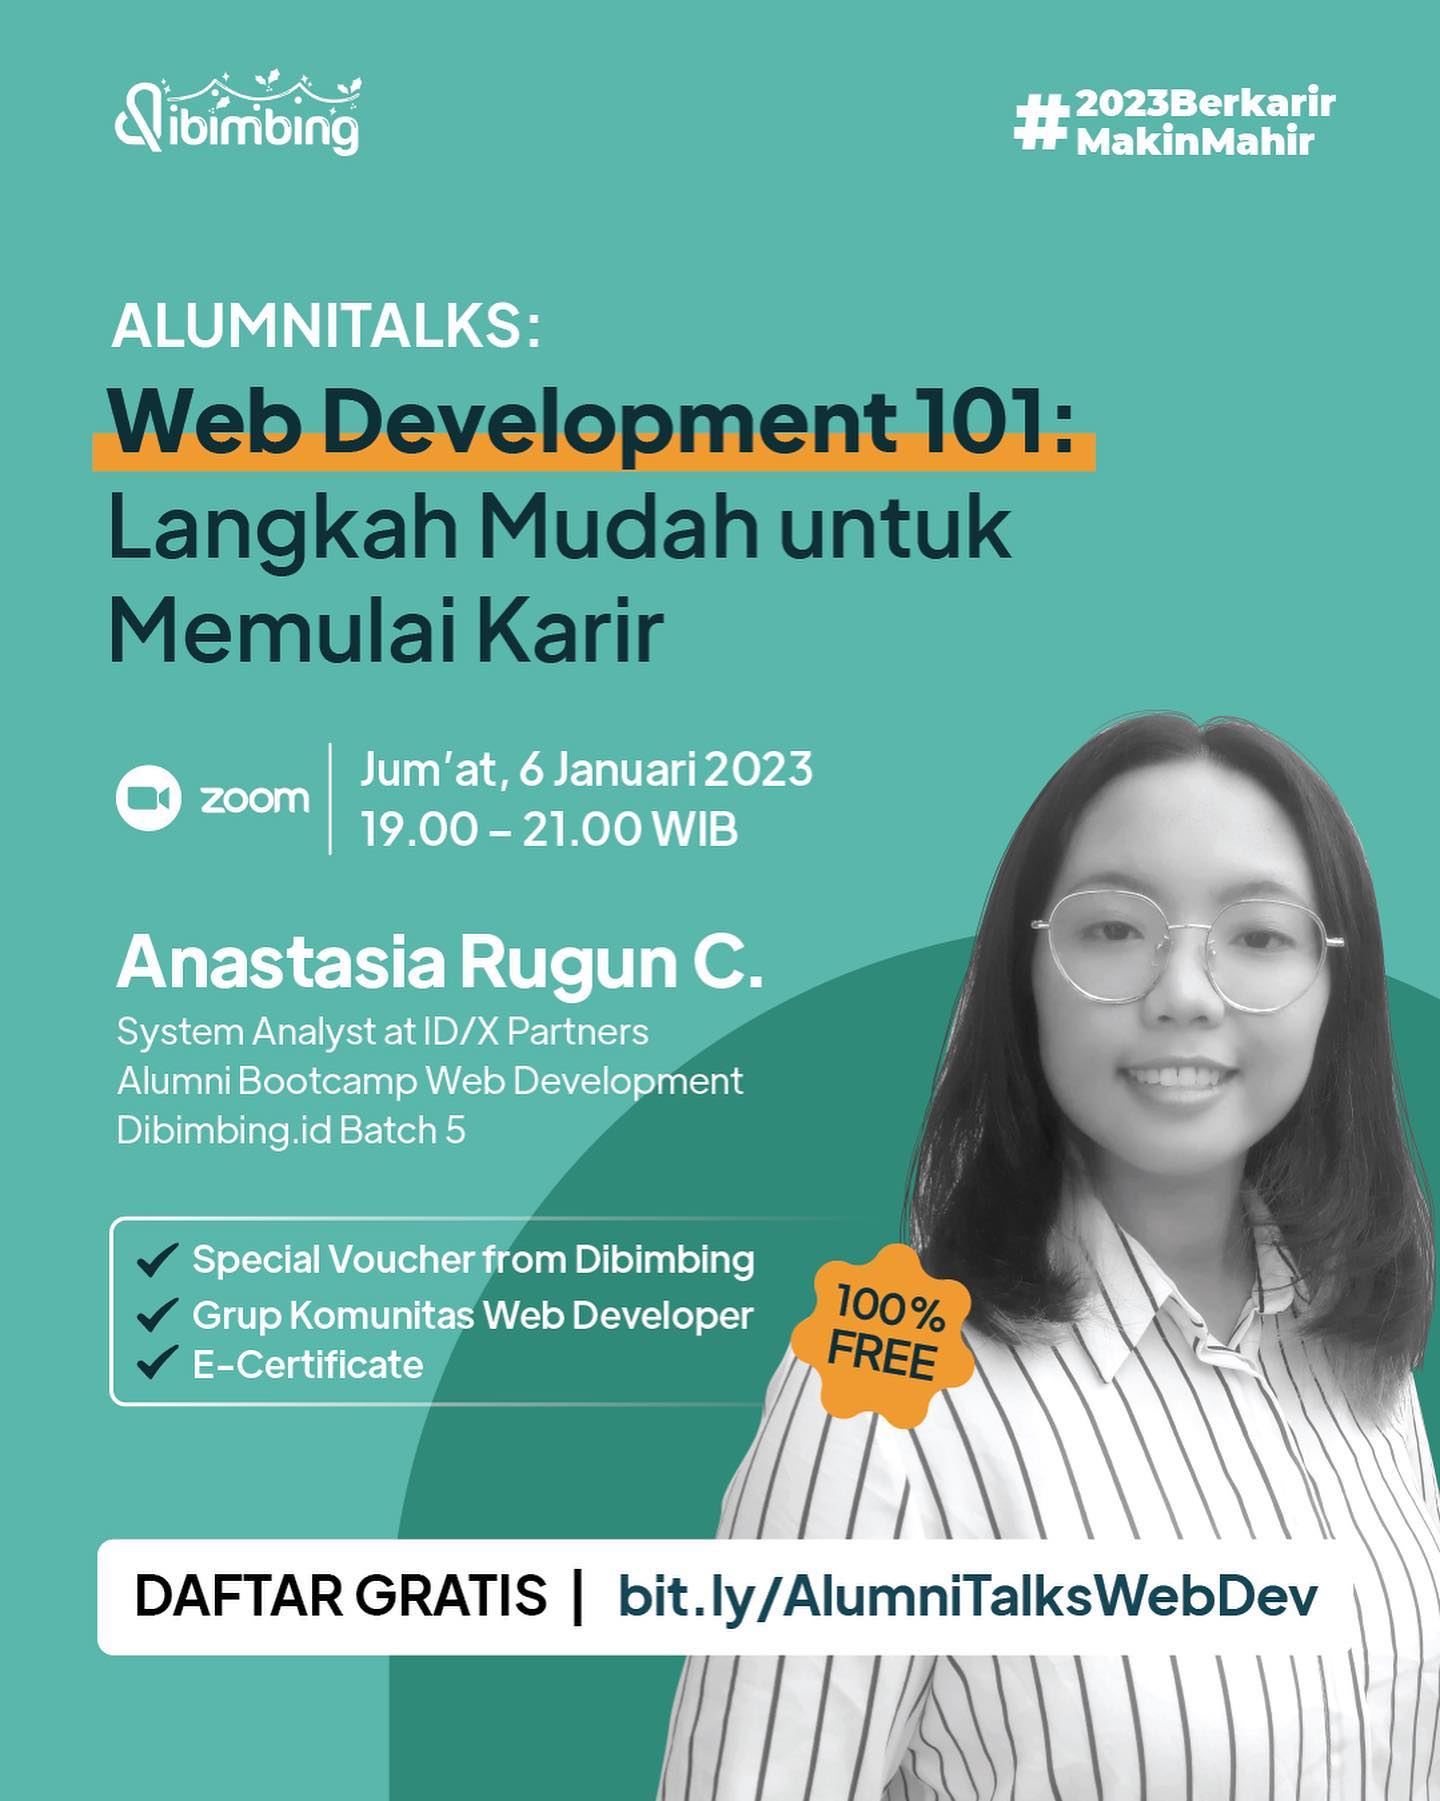 Dibimbing
#2023Berkarir
MakinMahir
ALUMNITALKS:
Web Development 101:
Langkah Mudah untuk
Memulai Karir
zoom
Jum'at, 6 Januari 2023
19.00 – 21.00 WIB
Anastasia Rugun C.
System Analyst at ID/X Partners
Alumni Bootcamp Web Development
Dibimbing.id Batch 5
Special Voucher from Dibimbing
Grup Komunitas Web Developer
E-Certificate
100%
FREE
DAFTAR GRATIS | bit.ly/AlumniTalksWebDev